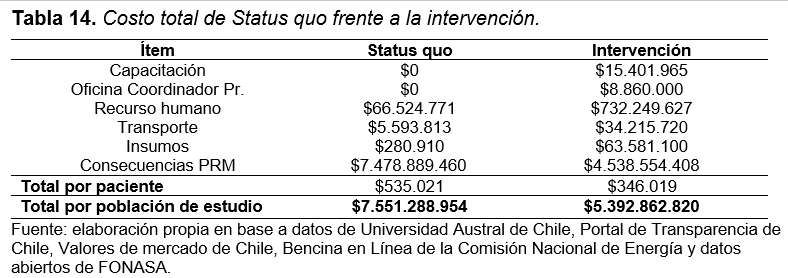 Tabla 14. Costo total de Status quo frente a la intervención.
Ítem Status quo Intervención
Capacitación $0 $15.401.965
Oficina Coordinador Pr. $0 $8.860.000
Recurso humano $66.524.771 $732.249.627
Transporte $5.593.813 $34.215.720
Insumos $280.910 $63.581.100
Consecuencias PRM $7.478.889.460 $4.538.554.408
Total por paciente $535.021 $346.019
Total por población de estudio $7.551.288.954 $5.392.862.820
Fuente: elaboración propia en base a datos de Universidad Austral de Chile, Portal de Transparencia de
Chile, Valores de mercado de Chile, Bencina en Línea de la Comisión Nacional de Energía y datos
abiertos de FONASA.